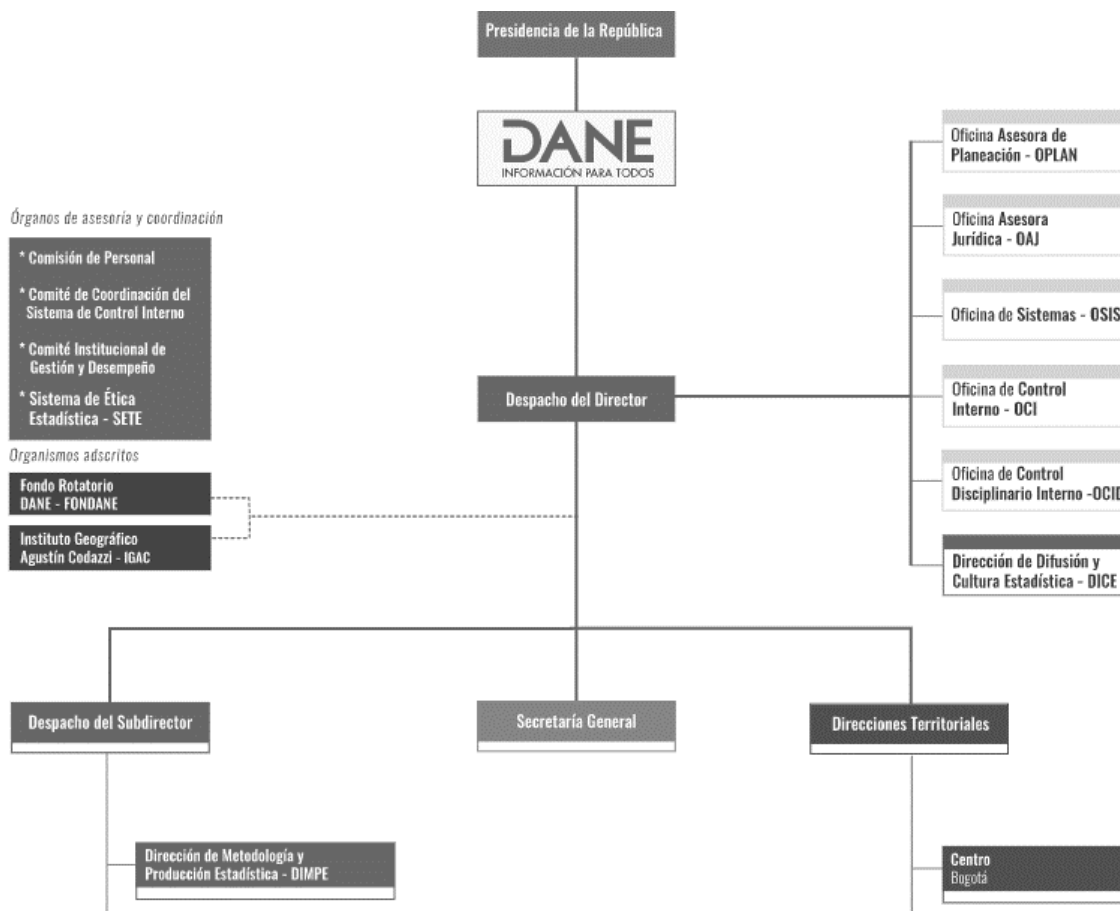 Presidencia de la República
DANE
INFORMACIÓN PARA TODOS
Oficina Asesora de
Planeación - OPLAN
Oficina Asesora
Jurídica - OAJ
Oficina de Sistemas - OSIS
Oficina de Control
Interno - OCI
Oficina de Control
Disciplinario Interno -OCID
Dirección de Difusión y
Cultura Estadística - DICE
Órganos de asesoría y coordinación
* Comisión de Personal
* Comité de Coordinación del
Sistema de Control Interno
* Comité Institucional de
Gestión y Desempeño
* Sistema de Ética
Estadística - SETE
Organismos adscritos
Fondo Rotatorio
DANE - FONDANE
Instituto Geográfico
Agustín Codazzi - IGAC
Despacho del Director
Despacho del Subdirector
Secretaría General
Direcciones Territoriales
Dirección de Metodología y
Producción Estadística - DIMPE
Centro
Bogotá